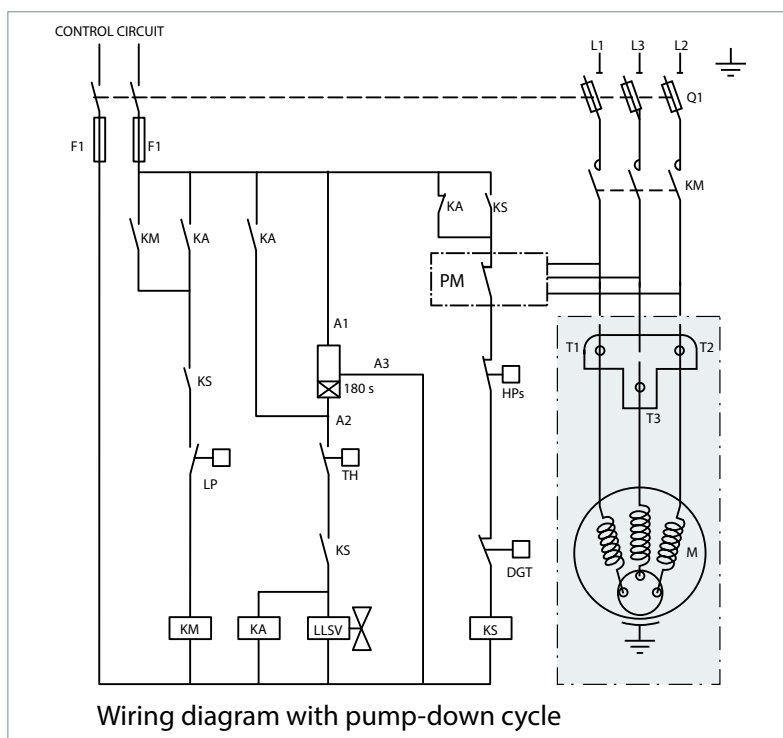 CONTROL CIRCUIT
L1 L3 L2
Q1
F1 F1
KM
KA KS
KM KA KA
PM
A1
T1 T2
A3
180 s
HPs
KS
A2
T3
LP
TH
KS
M
DGT
KM KA LLSV KS
Wiring diagram with pump-down cycle